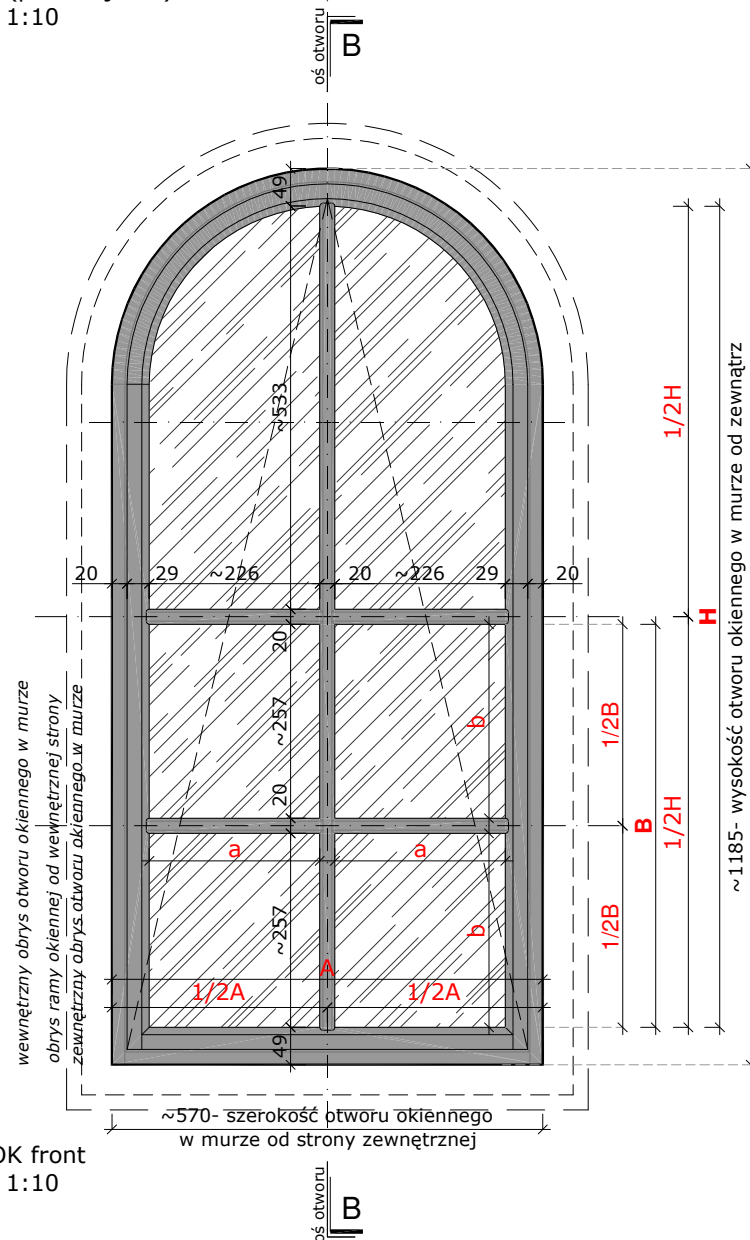 1:10
oś otworu
B
49
~533
1/2H
~1185- wysokość otworu okiennego w murze od zewnątrz
20
29
~226
20
~226
29
20
H
20
~257
b
1/2B
20
B
1/2H
a
a
~257
b
1/2B
A
1/2A
1/2A
49
wewnętrzny obrys otworu okiennego w murze
obrys ramy okiennej od wewnętrznej strony
zewnętrzny obrys otworu okiennego w murze
~570- szerokość otworu okiennego
w murze od strony zewnętrznej
OK front
1:10
oś otworu
B